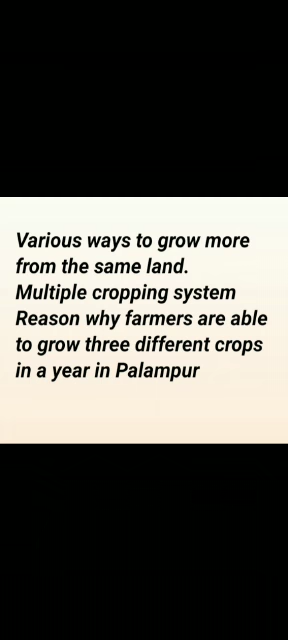 Various ways to grow more
from the same land.
Multiple cropping system
Reason why farmers are able
to grow three different crops
in a year in Palampur